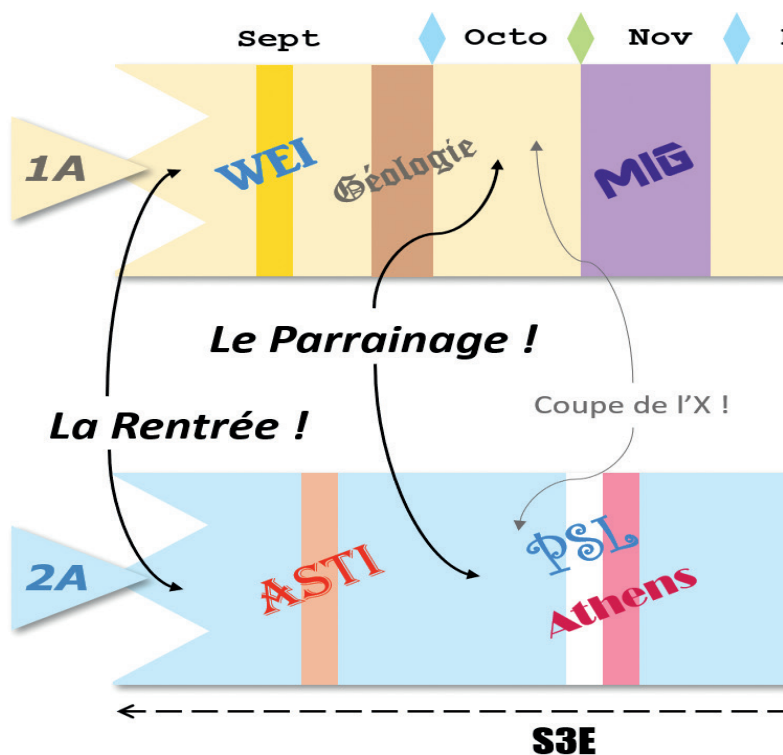 Sept Octo Nov
1A WEI Géologie MIG
Le Parrainage !
Coupe de l'X !
La Rentrée !
2A ASTI PSL
Athens
S3E